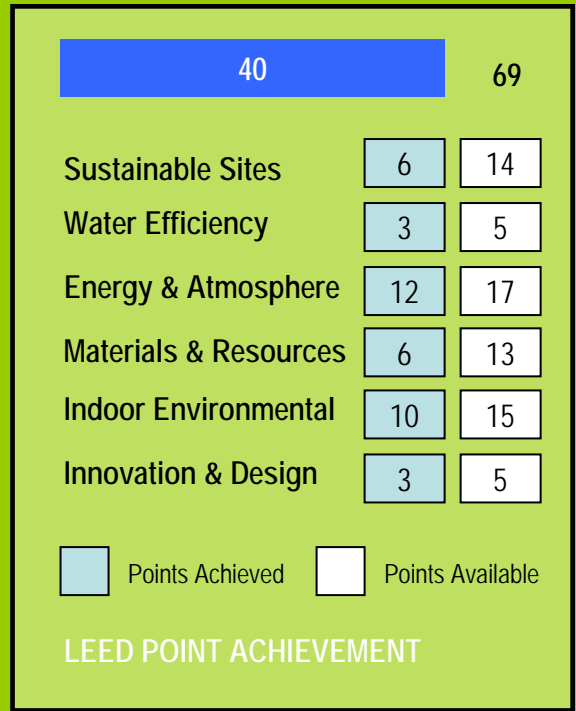 40 69
Sustainable Sites 6 14
Water Efficiency 3 5
Energy & Atmosphere 12 17
Materials & Resources 6 13
Indoor Environmental 10 15
Innovation & Design 3 5
Points Achieved Points Available
LEED POINT ACHIEVEMENT